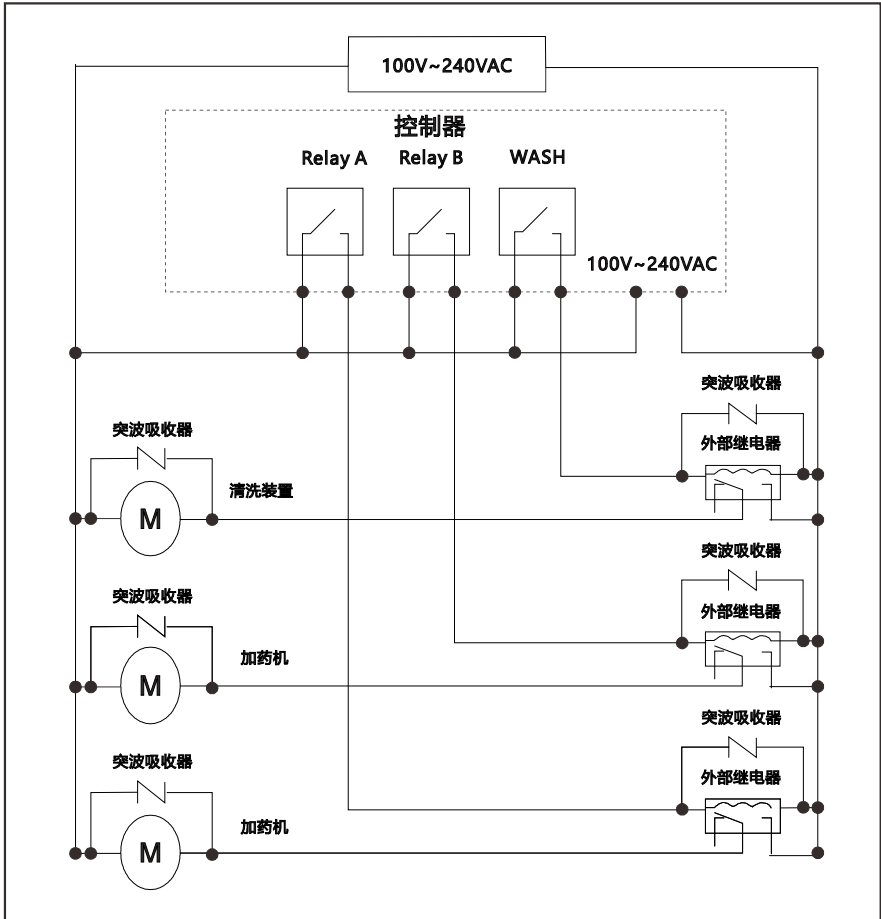 100V~240VAC
控制器
Relay A Relay B WASH
100V~240VAC
突波吸收器
外部继电器
突波吸收器
清洗装置
M
突波吸收器
外部继电器
突波吸收器
加药机
M
突波吸收器
外部继电器
突波吸收器
加药机
M